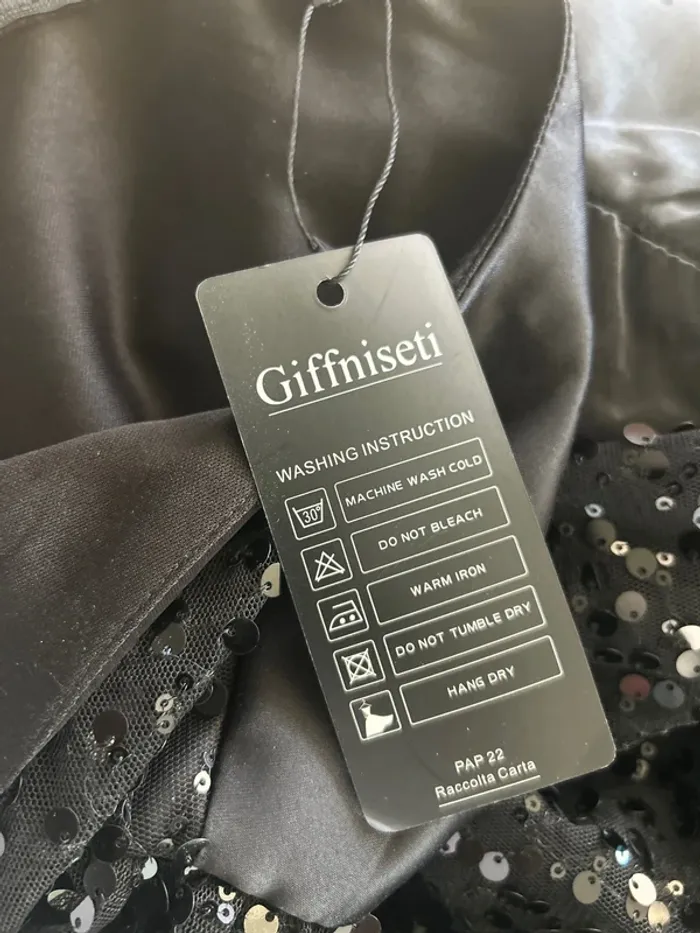 Giffniseti
WASHING INSTRUCTION
30° MACHINE WASH COLD
DO NOT BLEACH
WARM IRON
DO NOT TUMBLE DRY
HANG DRY
PAP 22
Raccolta Carta